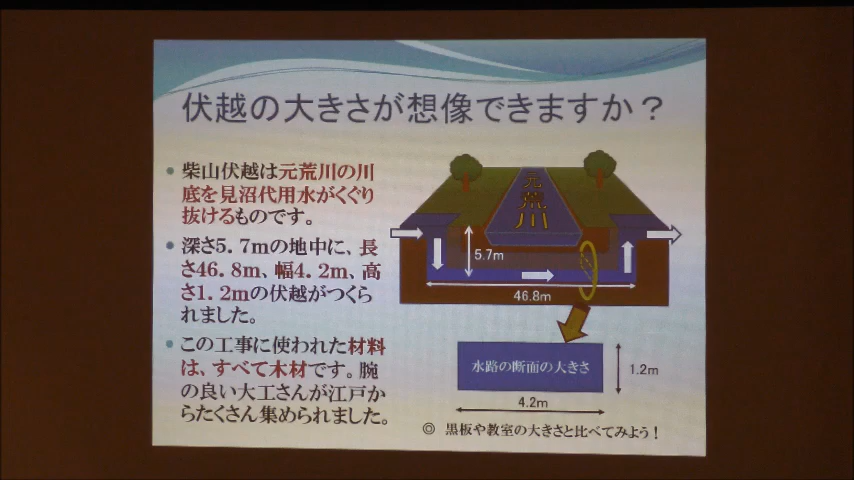 伏越の大きさが想像できますか？
柴山伏越は元荒川の川
底を見沼代用水がくぐり
抜けるものです。
深さ5.7mの地中に、長
さ46.8m、幅4.2m、高
さ1.2mの伏越がつくら
れました。
この工事に使われた材料
は、すべて木材です。腕
の良い大工さんが江戸か
らたくさん集められました。
元荒川
5.7m
46.8m
水路の断面の大きさ
1.2m
4.2m
◎ 黒板や教室の大きさと比べてみよう！